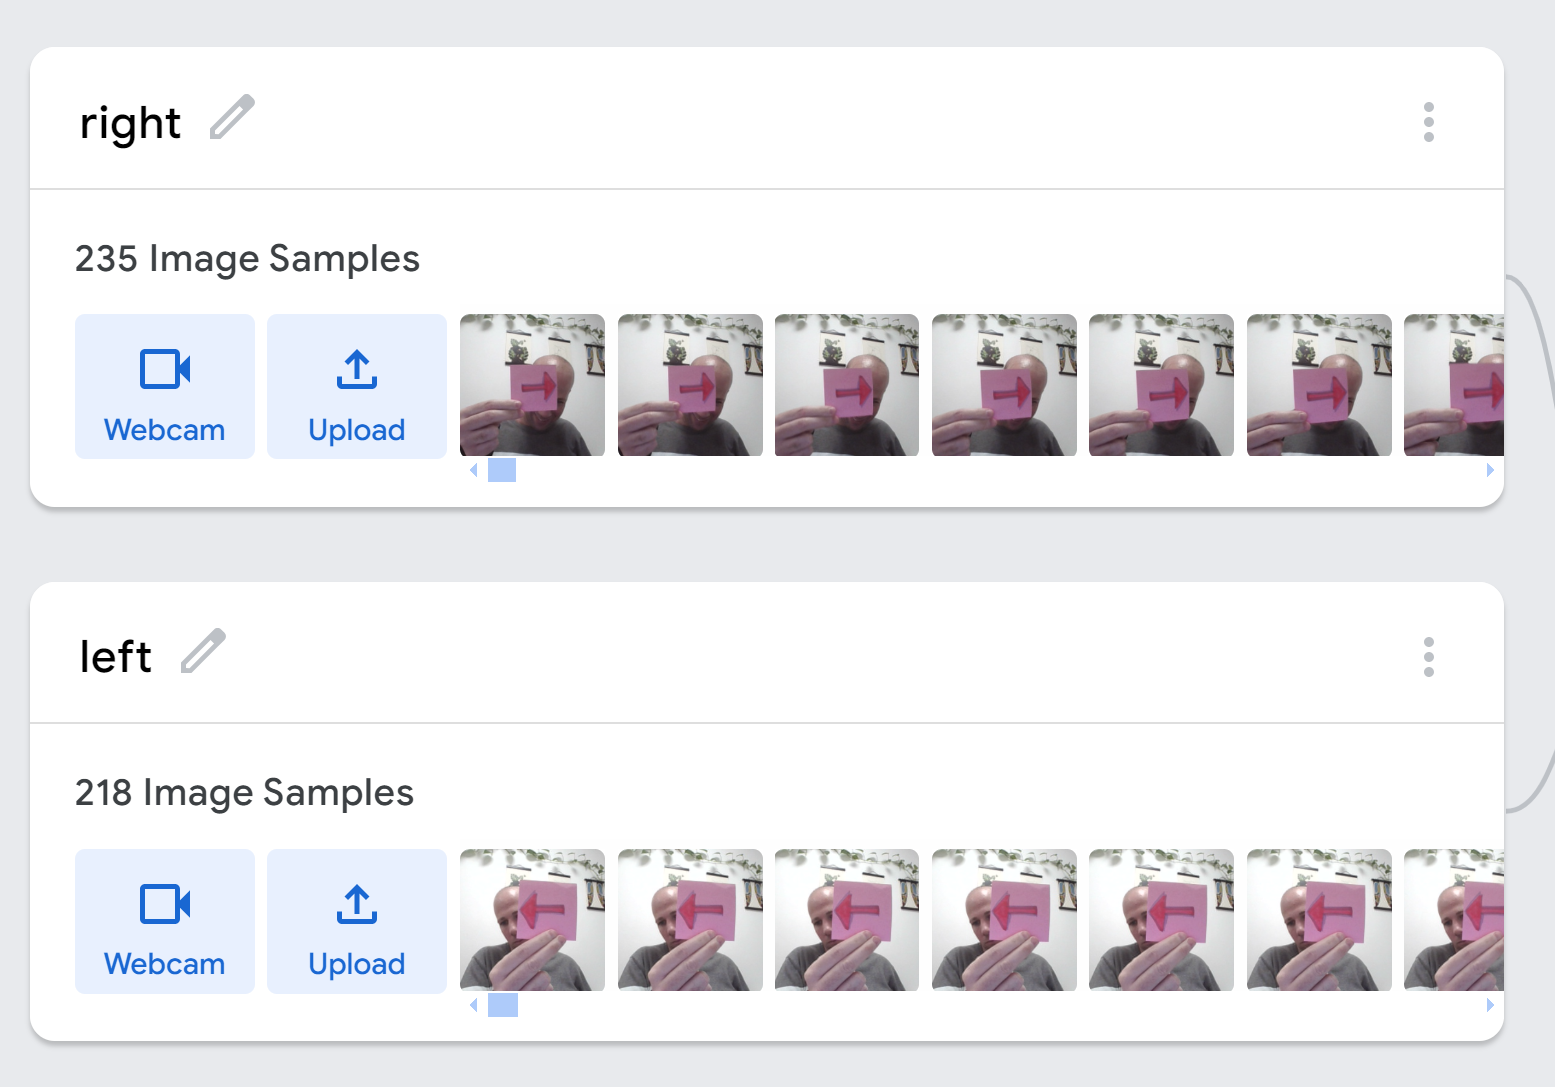 right
235 Image Samples
Webcam
Upload
left
218 Image Samples
Webcam
Upload